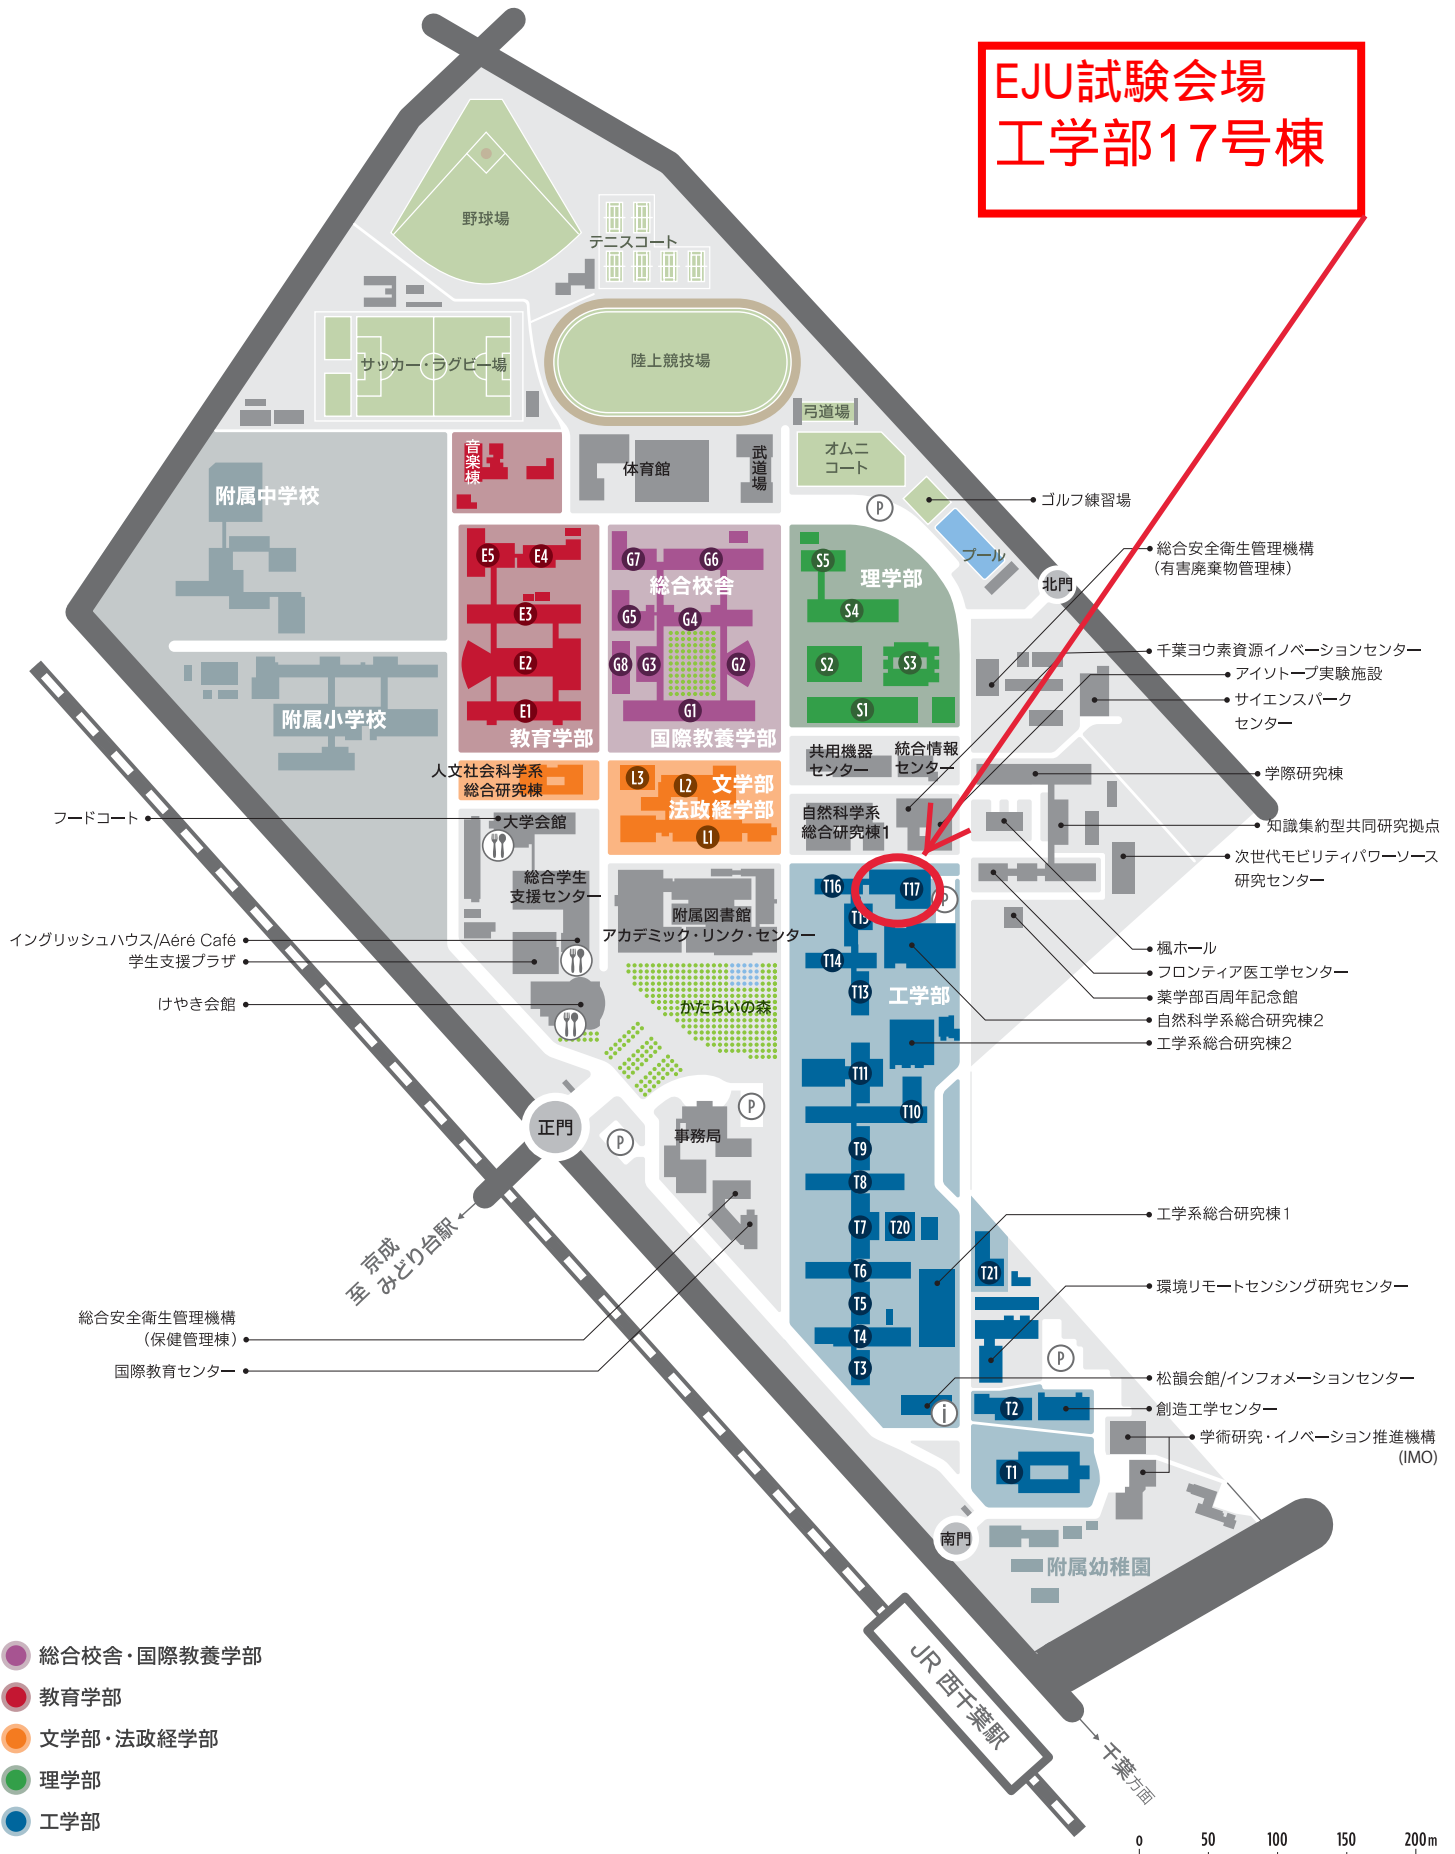 EJU試験会場
工学部17号棟
野球場
テニスコート
サッカー・ラグビー場
陸上競技場
弓道場
オムニ
コート
音楽棟
体育館
武道場
附属中学校
P
ゴルフ練習場
プール
総合安全衛生管理機構
(有害廃棄物管理棟)
北門
E5
E4
E3
E2
E1
教育学部
G7
G6
総合校舎
G5
G4
G8
G3
G2
G1
国際教養学部
S5
理学部
S4
S2
S3
S1
千葉ヨウ素資源イノベーションセンター
アイソトープ実験施設
サイエンスパーク
センター
附属小学校
共用機器
センター
統合情報
センター
学際研究棟
人文社会科学系
総合研究棟
L3
L2
文学部
法政経学部
L1
フードコート
大学会館
自然科学系
総合研究棟1
知識集約型共同研究拠点
次世代モビリティパワーソース
研究センター
総合学生
支援センター
附属図書館
アカデミック・リンク・センター
T16
T17
P
T15
T14
T13
工学部
イングリッシュハウス/Aéré Café
学生支援プラザ
けやき会館
かたらいの森
楓ホール
フロンティア医工学センター
薬学部百周年記念館
自然科学系総合研究棟2
工学系総合研究棟2
T11
T10
P
正門
P
事務局
T9
T8
T7
T20
T6
T5
T4
T3
工学系総合研究棟1
T21
環境リモートセンシング研究センター
P
至 京成
みどり台駅
総合安全衛生管理機構
(保健管理棟)
国際教育センター
松韻会館/インフォメーションセンター
i
T2
創造工学センター
学術研究・イノベーション推進機構
(IMO)
T1
南門
附属幼稚園
JR 西千葉駅
千葉方面
総合校舎・国際教養学部
教育学部
文学部・法政経学部
理学部
工学部
0 50 100 150 200m